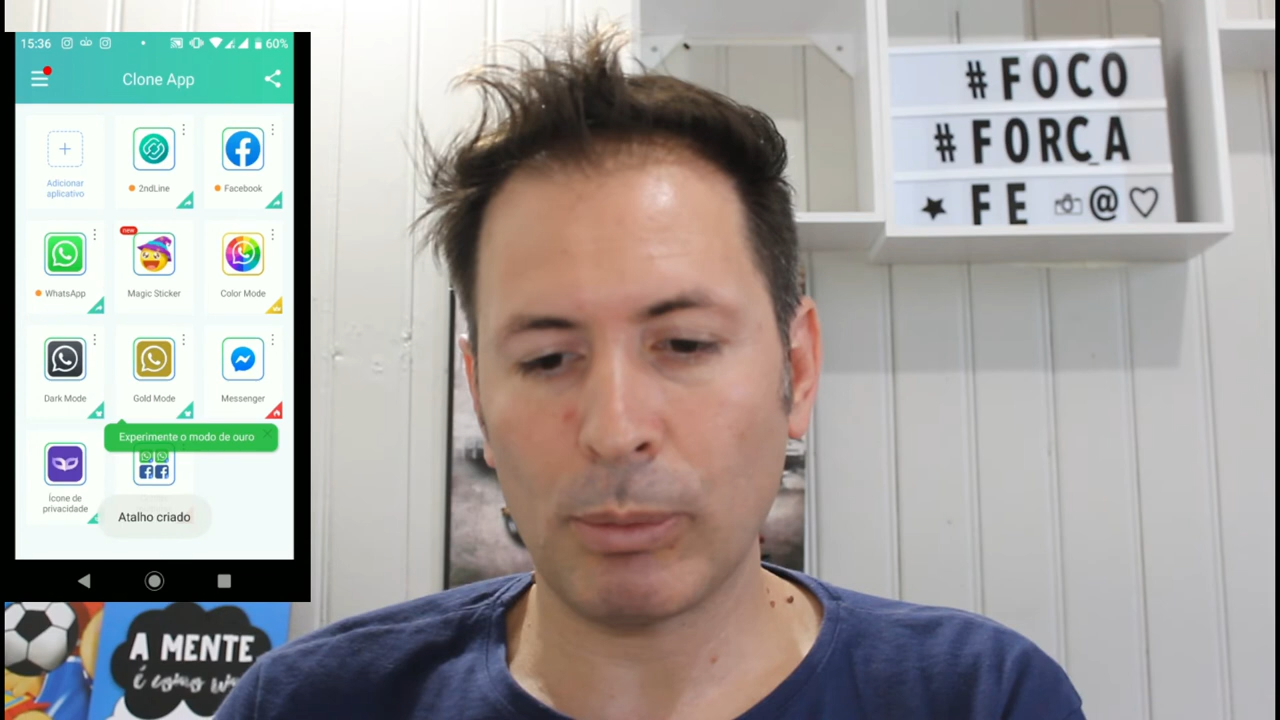 15:36
60%
Clone App
Adicionar
aplicativo
2ndLine
Facebook
new
WhatsApp
Magic Sticker
Color Mode
Dark Mode
Gold Mode
Messenger
Experimente o modo de ouro
Ícone de
privacidade
Atalho criado
#FOCO
#FORCA
★ FE @ ♡
A MENTE
é